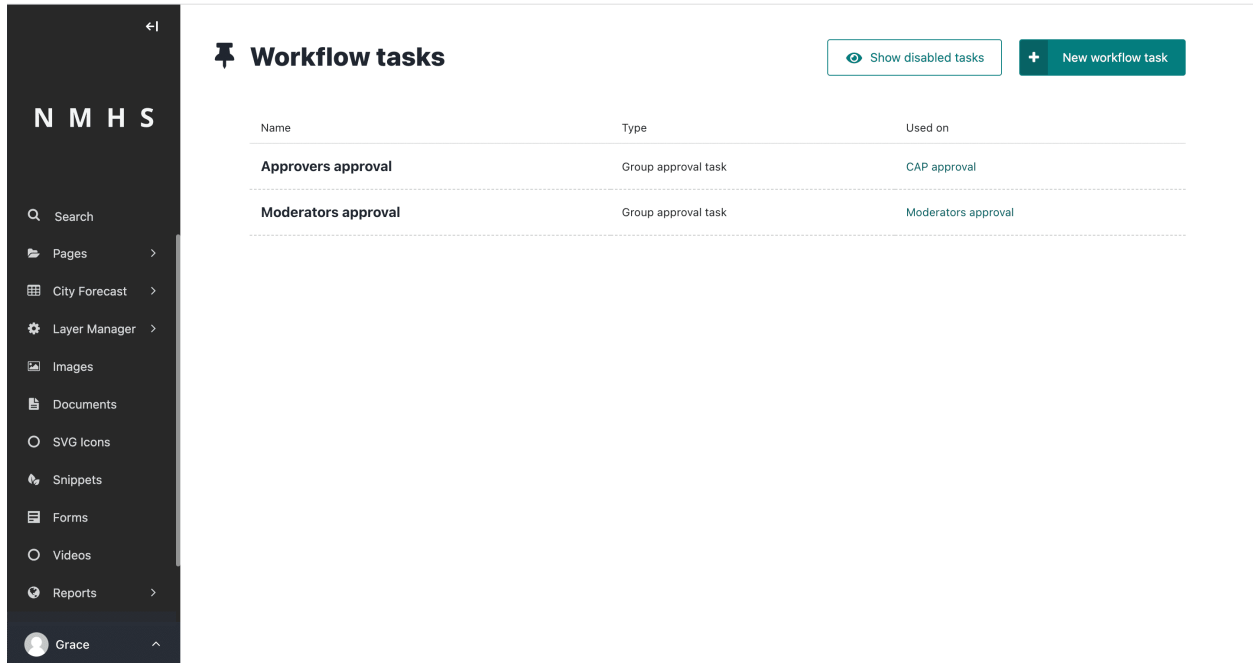 Workflow tasks
Show disabled tasks
New workflow task
N M H S
Name Type Used on
Approvers approval Group approval task CAP approval
Moderators approval Group approval task Moderators approval
Search
Pages
City Forecast
Layer Manager
Images
Documents
SVG Icons
Snippets
Forms
Videos
Reports
Grace